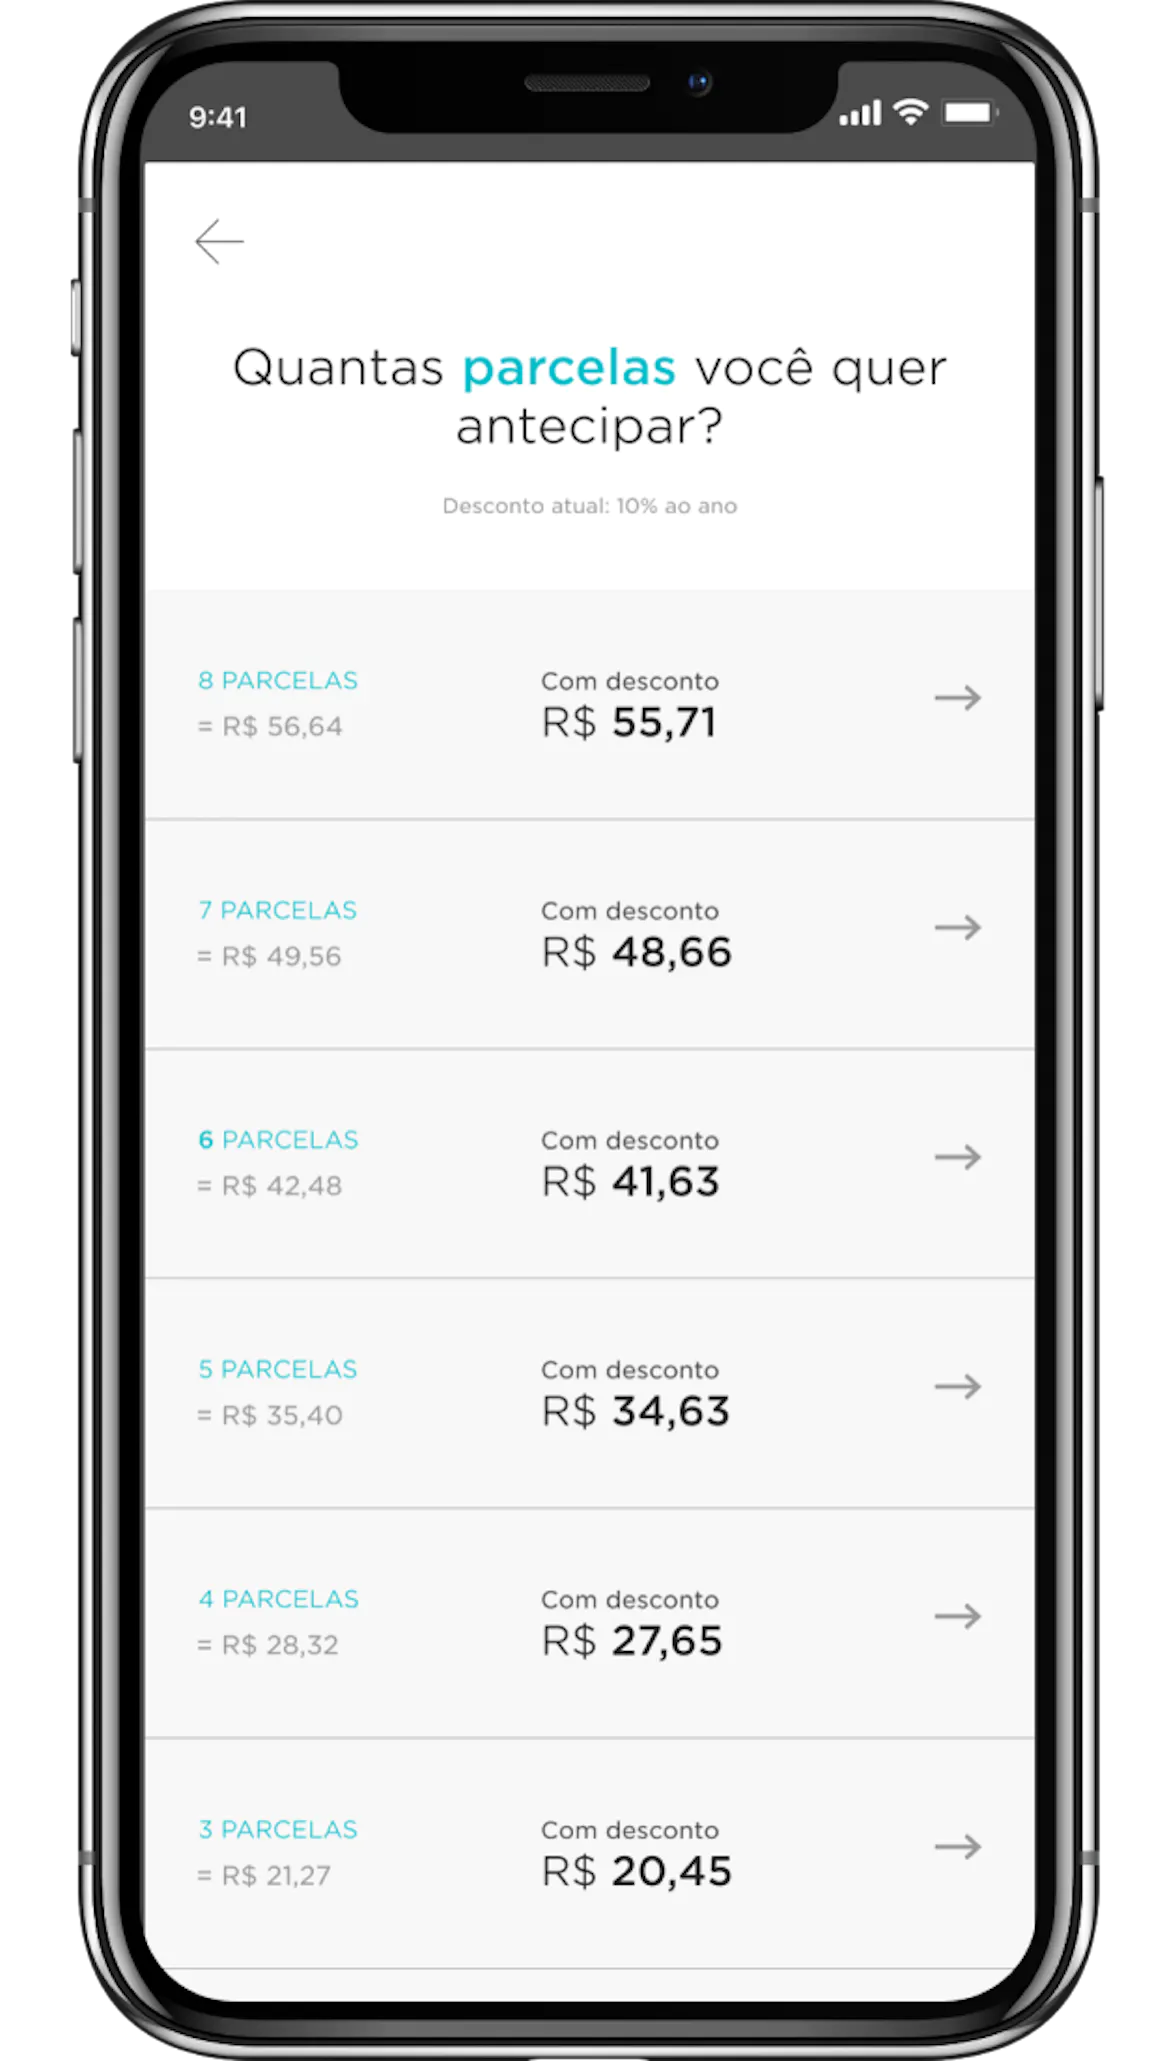 9:41
Quantas parcelas você quer
antecipar?
Desconto atual: 10% ao ano
8 PARCELAS
= R$ 56,64
Com desconto
R$ 55,71
7 PARCELAS
= R$ 49,56
Com desconto
R$ 48,66
6 PARCELAS
= R$ 42,48
Com desconto
R$ 41,63
5 PARCELAS
= R$ 35,40
Com desconto
R$ 34,63
4 PARCELAS
= R$ 28,32
Com desconto
R$ 27,65
3 PARCELAS
= R$ 21,27
Com desconto
R$ 20,45